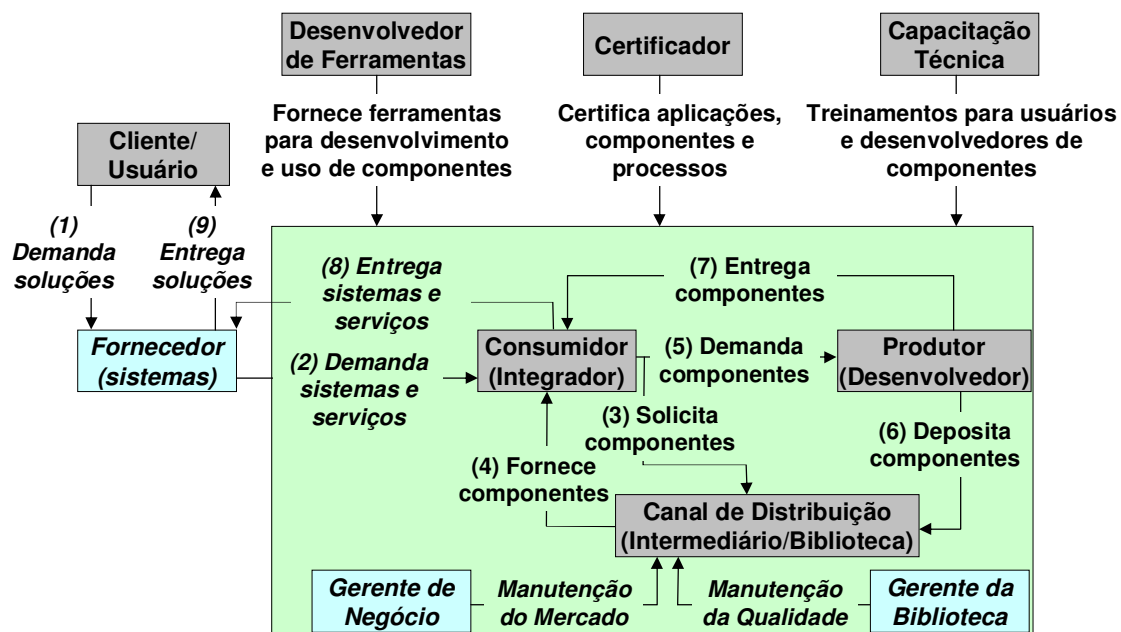 Desenvolvedor
de Ferramentas
Certificador
Capacitação
Técnica
Fornece ferramentas
para desenvolvimento
e uso de componentes
Certifica aplicações,
componentes e
processos
Treinamentos para usuários
e desenvolvedores de
componentes
Cliente/
Usuário
(1)
Demanda
soluções
(9)
Entrega
soluções
(8) Entrega
sistemas e
serviços
(7) Entrega
componentes
Fornecedor
(sistemas)
(2) Demanda
sistemas e
serviços
Consumidor
(Integrador)
(5) Demanda
componentes
Produtor
(Desenvolvedor)
(3) Solicita
componentes
(6) Deposita
componentes
(4) Fornece
componentes
Canal de Distribuição
(Intermediário/Biblioteca)
Gerente de
Negócio
Manutenção
do Mercado
Manutenção
da Qualidade
Gerente da
Biblioteca